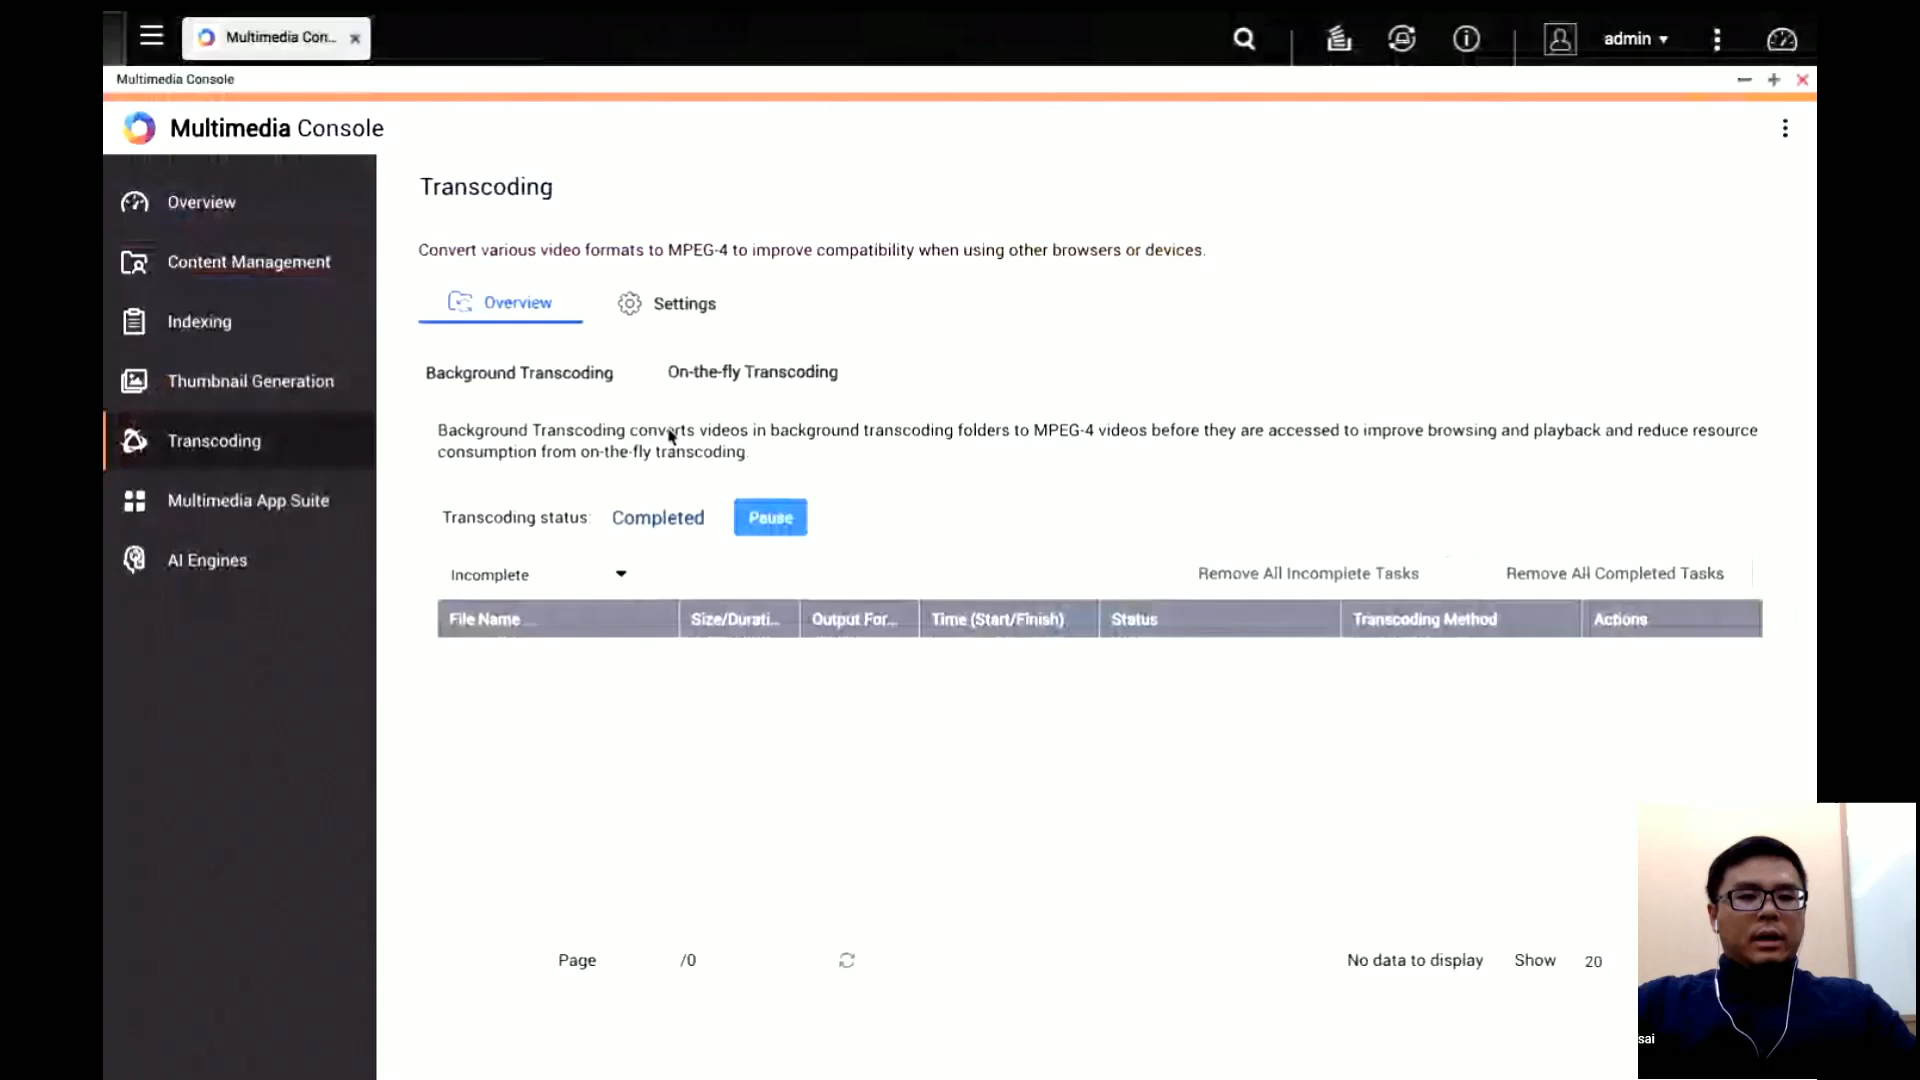 Multimedia Con...
admin
Multimedia Console
Multimedia Console
Overview
Content Management
Indexing
Thumbnail Generation
Transcoding
Multimedia App Suite
AI Engines
Transcoding
Convert various video formats to MPEG-4 to improve compatibility when using other browsers or devices.
Overview
Settings
Background Transcoding
On-the-fly Transcoding
Background Transcoding converts videos in background transcoding folders to MPEG-4 videos before they are accessed to improve browsing and playback and reduce resource
consumption from on-the-fly transcoding.
Transcoding status: Completed
Pause
Incomplete
Remove All Incomplete Tasks
Remove All Completed Tasks
File Name
Size/Durati...
Output For...
Time (Start/Finish)
Status
Transcoding Method
Actions
Page /0
No data to display
Show 20
sai